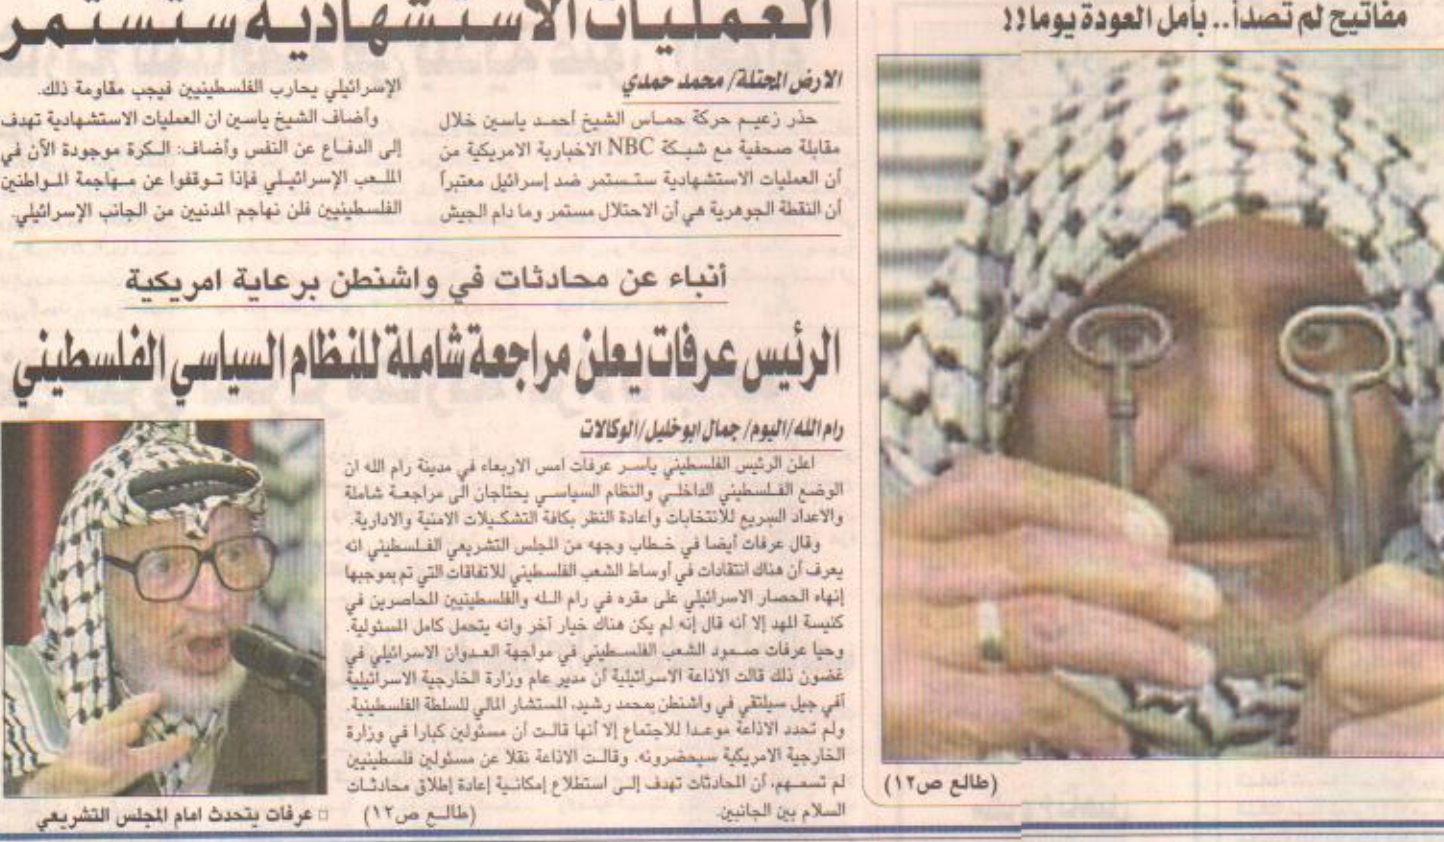 مفاتيح لم تصدأ.. بأمل العودة يوما!!
(طالع ص١٢)
العمليات الاستشهادية ستستمر
الارض المحتلة/ محمد حمدي
حذر زعيم حركة حماس الشيخ أحمد ياسين خلال
مقابلة صحفية مع شبكة NBC الاخبارية الامريكية من
أن العمليات الاستشهادية ستستمر ضد إسرائيل معتبراً
أن النقطة الجوهرية هي أن الاحتلال مستمر وما دام الجيش
الإسرائيلي يحارب الفلسطينيين فيجب مقاومة ذلك.
وأضاف الشيخ ياسين ان العمليات الاستشهادية تهدف
إلى الدفاع عن النفس وأضاف: الكرة موجودة الآن في
الملعب الإسرائيلي فإذا توقفوا عن مهاجمة المواطنين
الفلسطينيين فلن نهاجم المدنيين من الجانب الإسرائيلي.
أنباء عن محادثات في واشنطن برعاية امريكية
الرئيس عرفات يعلن مراجعة شاملة للنظام السياسي الفلسطيني
رام الله/اليوم/ جمال ابوخليل/الوكالات
اعلن الرئيس الفلسطيني ياسر عرفات امس الاربعاء في مدينة رام الله ان
الوضع الفلسطيني الداخلي والنظام السياسي يحتاجان الى مراجعة شاملة
والاعداد السريع للانتخابات واعادة النظر بكافة التشكيلات الامنية والادارية.
وقال عرفات أيضا في خطاب وجهه من المجلس التشريعي الفلسطيني انه
يعرف أن هناك انتقادات في أوساط الشعب الفلسطيني للاتفاقات التي تم بموجبها
إنهاء الحصار الاسرائيلي على مقره في رام الله والفلسطينيين المحاصرين في
كنيسة المهد إلا أنه قال إنه لم يكن هناك خيار آخر وانه يتحمل كامل المسئولية.
وحيا عرفات صمود الشعب الفلسطيني في مواجهة العدوان الاسرائيلي في
غضون ذلك قالت الاذاعة الاسرائيلية أن مدير عام وزارة الخارجية الاسرائيلية
آفي جيل سيلتقي في واشنطن بمحمد رشيد، المستشار المالي للسلطة الفلسطينية.
ولم تحدد الاذاعة موعدا للاجتماع إلا أنها قالت أن مسئولين كبارا في وزارة
الخارجية الامريكية سيحضرونه. وقالت الاذاعة نقلا عن مسئولين فلسطينيين
لم تسمهم، أن المحادثات تهدف إلى استطلاع إمكانية إعادة إطلاق محادثات
السلام بين الجانبين.
(طالع ص١٢)
عرفات يتحدث امام المجلس التشريعي